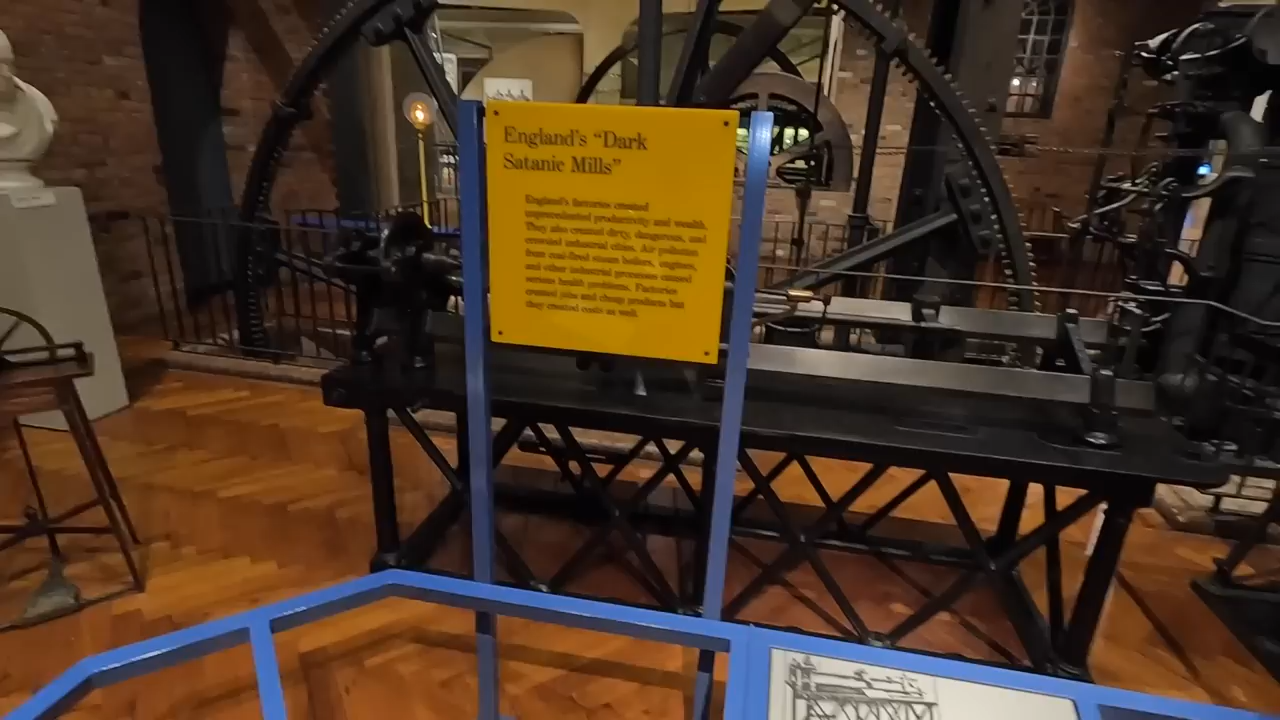 England's “Dark
Satanic Mills”
England's factories created
unprecedented productivity and wealth.
They also created dirty, dangerous, and
crowded industrial cities. Air pollution
from coal-fired steam boilers, engines,
and other industrial processes caused
serious health problems. Factories
created jobs and cheap products but
they created costs as well.